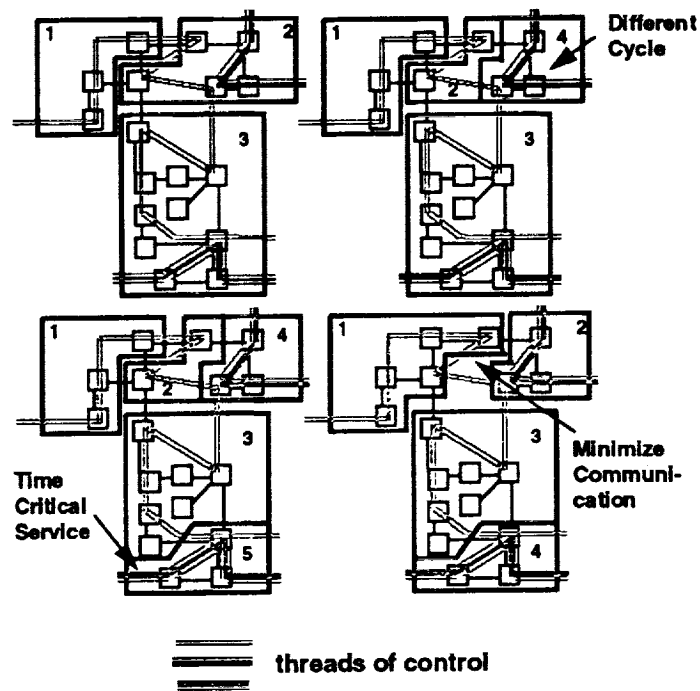 1
2
3
1
2
4
3
Different
Cycle
1
2
4
3
5
Time
Critical
Service
1
2
3
4
Minimize
Communi-
cation
threads of control